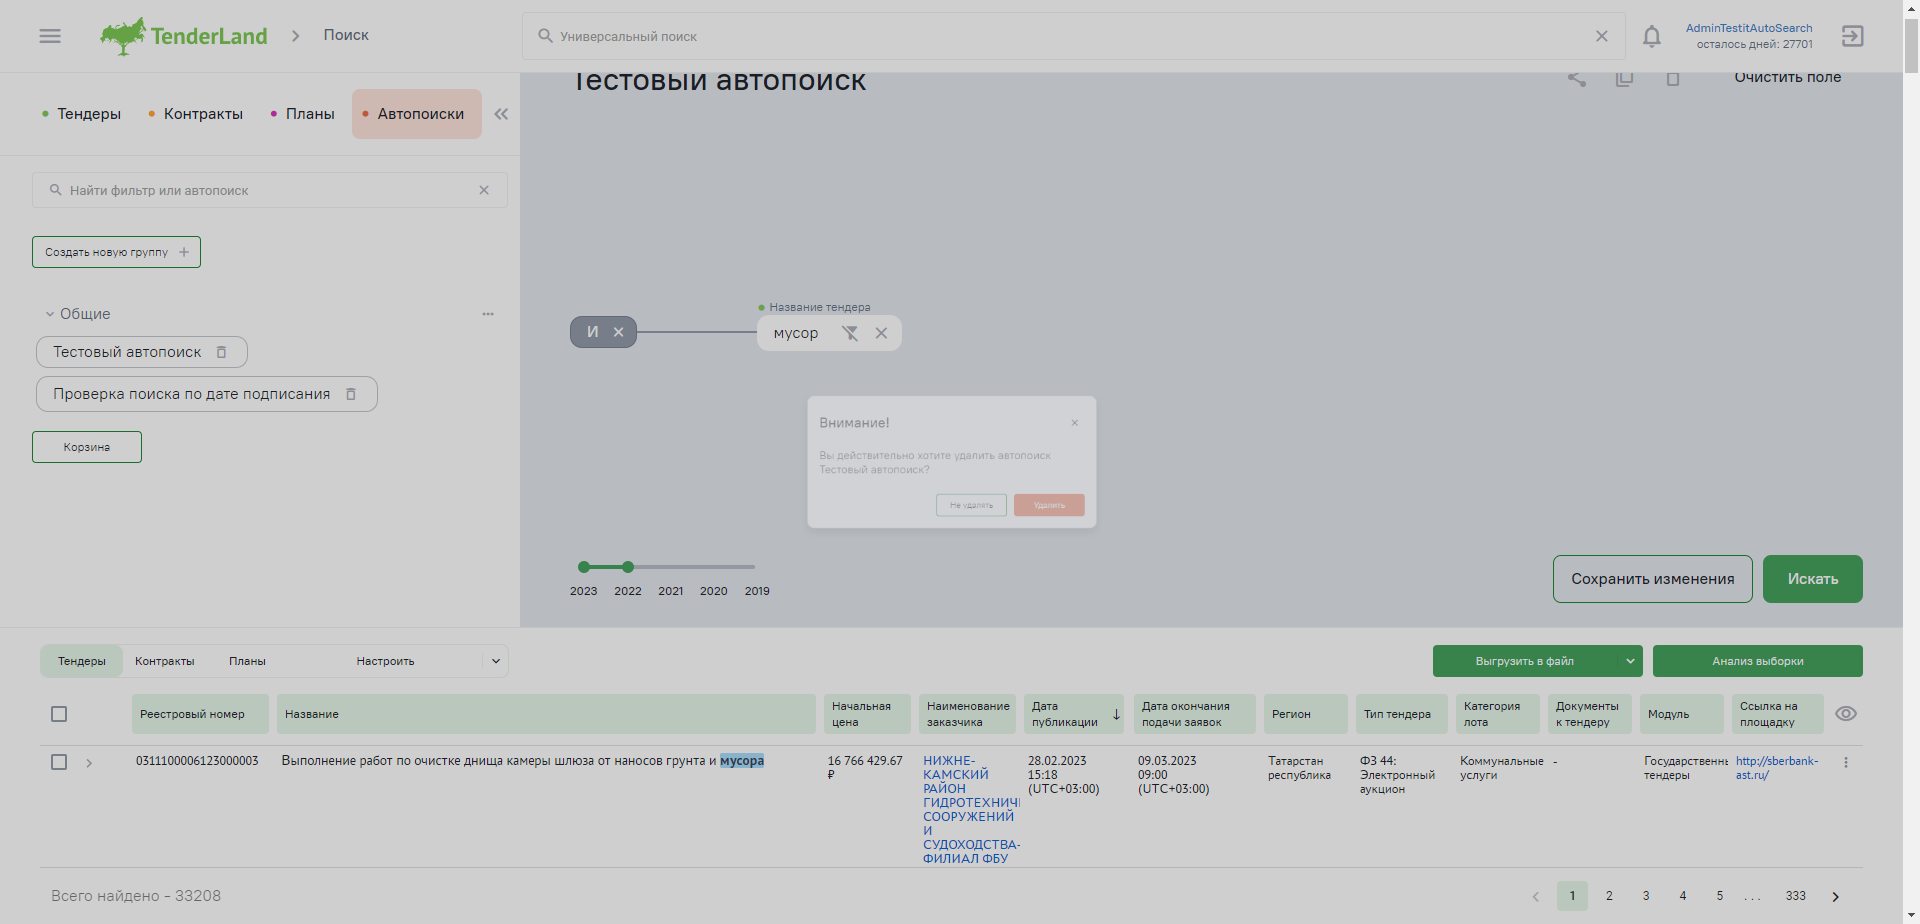 TenderLand
Поиск
Универсальный поиск
AdminTestitAutoSearch
осталось дней: 27701
Тендеры
Контракты
Планы
Автопоиски
Тестовый автопоиск
Очистить поле
Найти фильтр или автопоиск
Создать новую группу
Общие
Тестовый автопоиск
Проверка поиска по дате подписания
Корзина
Название тендера
И
мусор
Внимание!
Вы действительно хотите удалить автопоиск
Тестовый автопоиск?
Не удалять
Удалить
2023
2022
2021
2020
2019
Сохранить изменения
Искать
Тендеры
Контракты
Планы
Настроить
Выгрузить в файл
Анализ выборки
Реестровый номер
Название
Начальная
цена
Наименование
заказчика
Дата
публикации
Дата окончания
подачи заявок
Регион
Тип тендера
Категория
лота
Документы
к тендеру
Модуль
Ссылка на
площадку
0311100006123000003
Выполнение работ по очистке днища камеры шлюза от наносов грунта и мусора
16 766 429.67
₽
НИЖНЕ-
КАМСКИЙ
РАЙОН
ГИДРОТЕХНИЧ
СООРУЖЕНИЙ
И
СУДОХОДСТВА-
ФИЛИАЛ ФБУ
28.02.2023
15:18
(UTC+03:00)
09.03.2023
09:00
(UTC+03:00)
Татарстан
республика
ФЗ 44:
Электронный
аукцион
Коммунальные
услуги
-
Государственн
тендеры
http://sberbank-
ast.ru/
Всего найдено - 33208
1
2
3
4
5
...
333